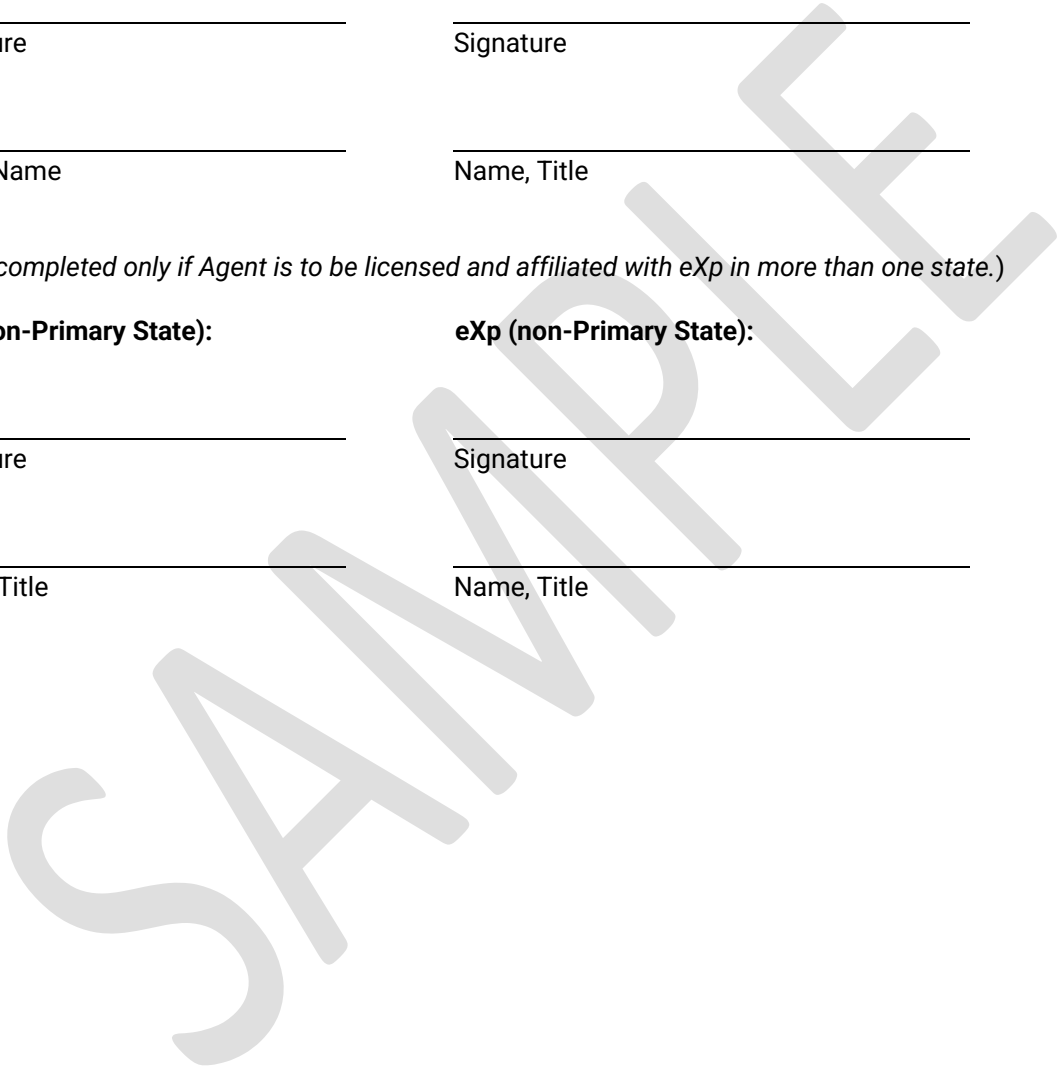 ure Signature
Name Name, Title
completed only if Agent is to be licensed and affiliated with eXp in more than one state.)
on-Primary State): eXp (non-Primary State):
ure Signature
Title Name, Title
SAMPLE